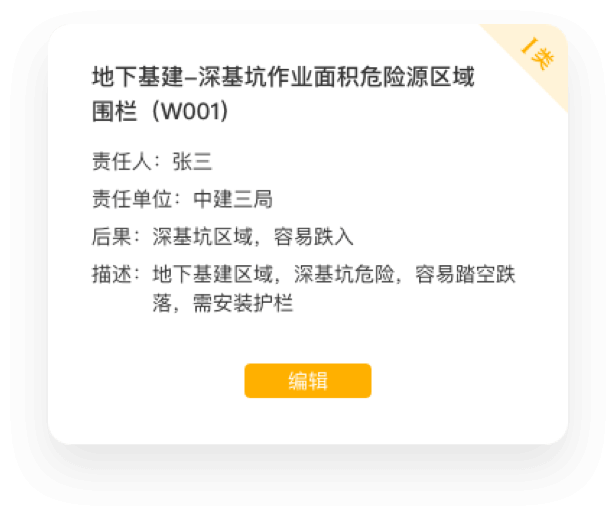 I类
地下基建-深基坑作业面积危险源区域
围栏（W001）
责任人：张三
责任单位：中建三局
后果：深基坑区域，容易跌入
描述：地下基建区域，深基坑危险，容易踏空跌
落，需安装护栏
编辑